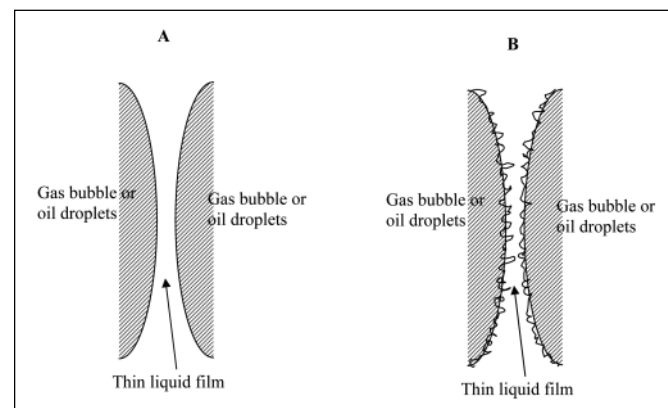 A
B
Gas bubble or
oil droplets
Gas bubble or
oil droplets
Gas bubble or
oil droplets
Gas bubble or
oil droplets
Thin liquid film
Thin liquid film